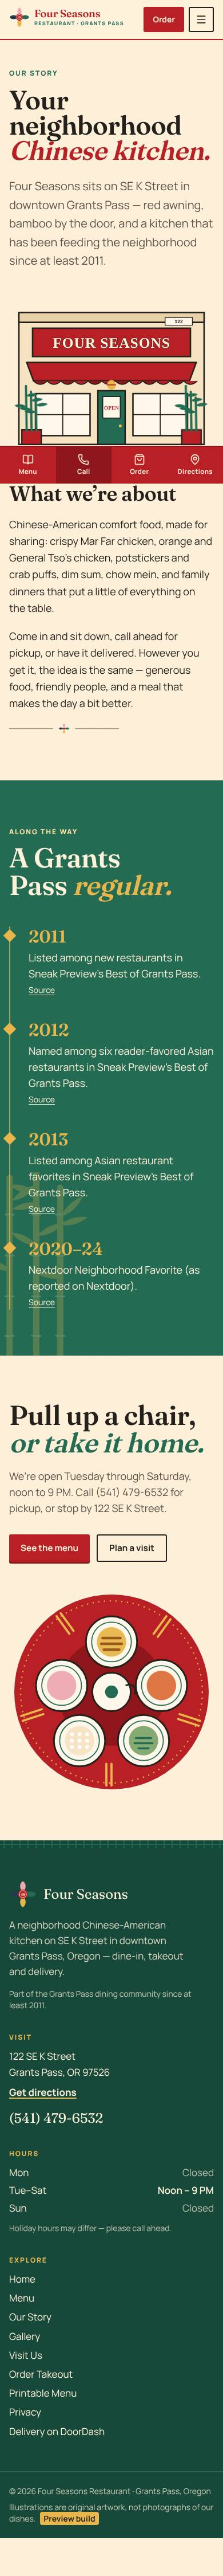 Four Seasons
RESTAURANT · GRANTS PASS
Order
OUR STORY
Your
neighborhood
Chinese kitchen.
Four Seasons sits on SE K Street in
downtown Grants Pass — red awning,
bamboo by the door, and a kitchen that
has been feeding the neighborhood
since at least 2011.
122
FOUR SEASONS
OPEN
Menu
Call
Order
Directions
What we’re about
Chinese-American comfort food, made for
sharing: crispy Mar Far chicken, orange and
General Tso’s chicken, potstickers and
crab puffs, dim sum, chow mein, and family
dinners that put a little of everything on
the table.
Come in and sit down, call ahead for
pickup, or have it delivered. However you
get it, the idea is the same — generous
food, friendly people, and a meal that
makes the day a bit better.
ALONG THE WAY
A Grants
Pass regular.
2011
Listed among new restaurants in
Sneak Preview’s Best of Grants Pass.
Source
2012
Named among six reader-favored Asian
restaurants in Sneak Preview’s Best of
Grants Pass.
Source
2013
Listed among Asian restaurant
favorites in Sneak Preview’s Best of
Grants Pass.
Source
2020–24
Nextdoor Neighborhood Favorite (as
reported on Nextdoor).
Source
Pull up a chair,
or take it home.
We’re open Tuesday through Saturday,
noon to 9 PM. Call (541) 479-6532 for
pickup, or stop by 122 SE K Street.
See the menu
Plan a visit
Four Seasons
A neighborhood Chinese-American
kitchen on SE K Street in downtown
Grants Pass, Oregon — dine-in, takeout
and delivery.
Part of the Grants Pass dining community since at
least 2011.
VISIT
122 SE K Street
Grants Pass, OR 97526
Get directions
(541) 479-6532
HOURS
Mon Closed
Tue–Sat Noon – 9 PM
Sun Closed
Holiday hours may differ — please call ahead.
EXPLORE
Home
Menu
Our Story
Gallery
Visit Us
Order Takeout
Printable Menu
Privacy
Delivery on DoorDash
© 2026 Four Seasons Restaurant · Grants Pass, Oregon
Illustrations are original artwork, not photographs of our
dishes. Preview build